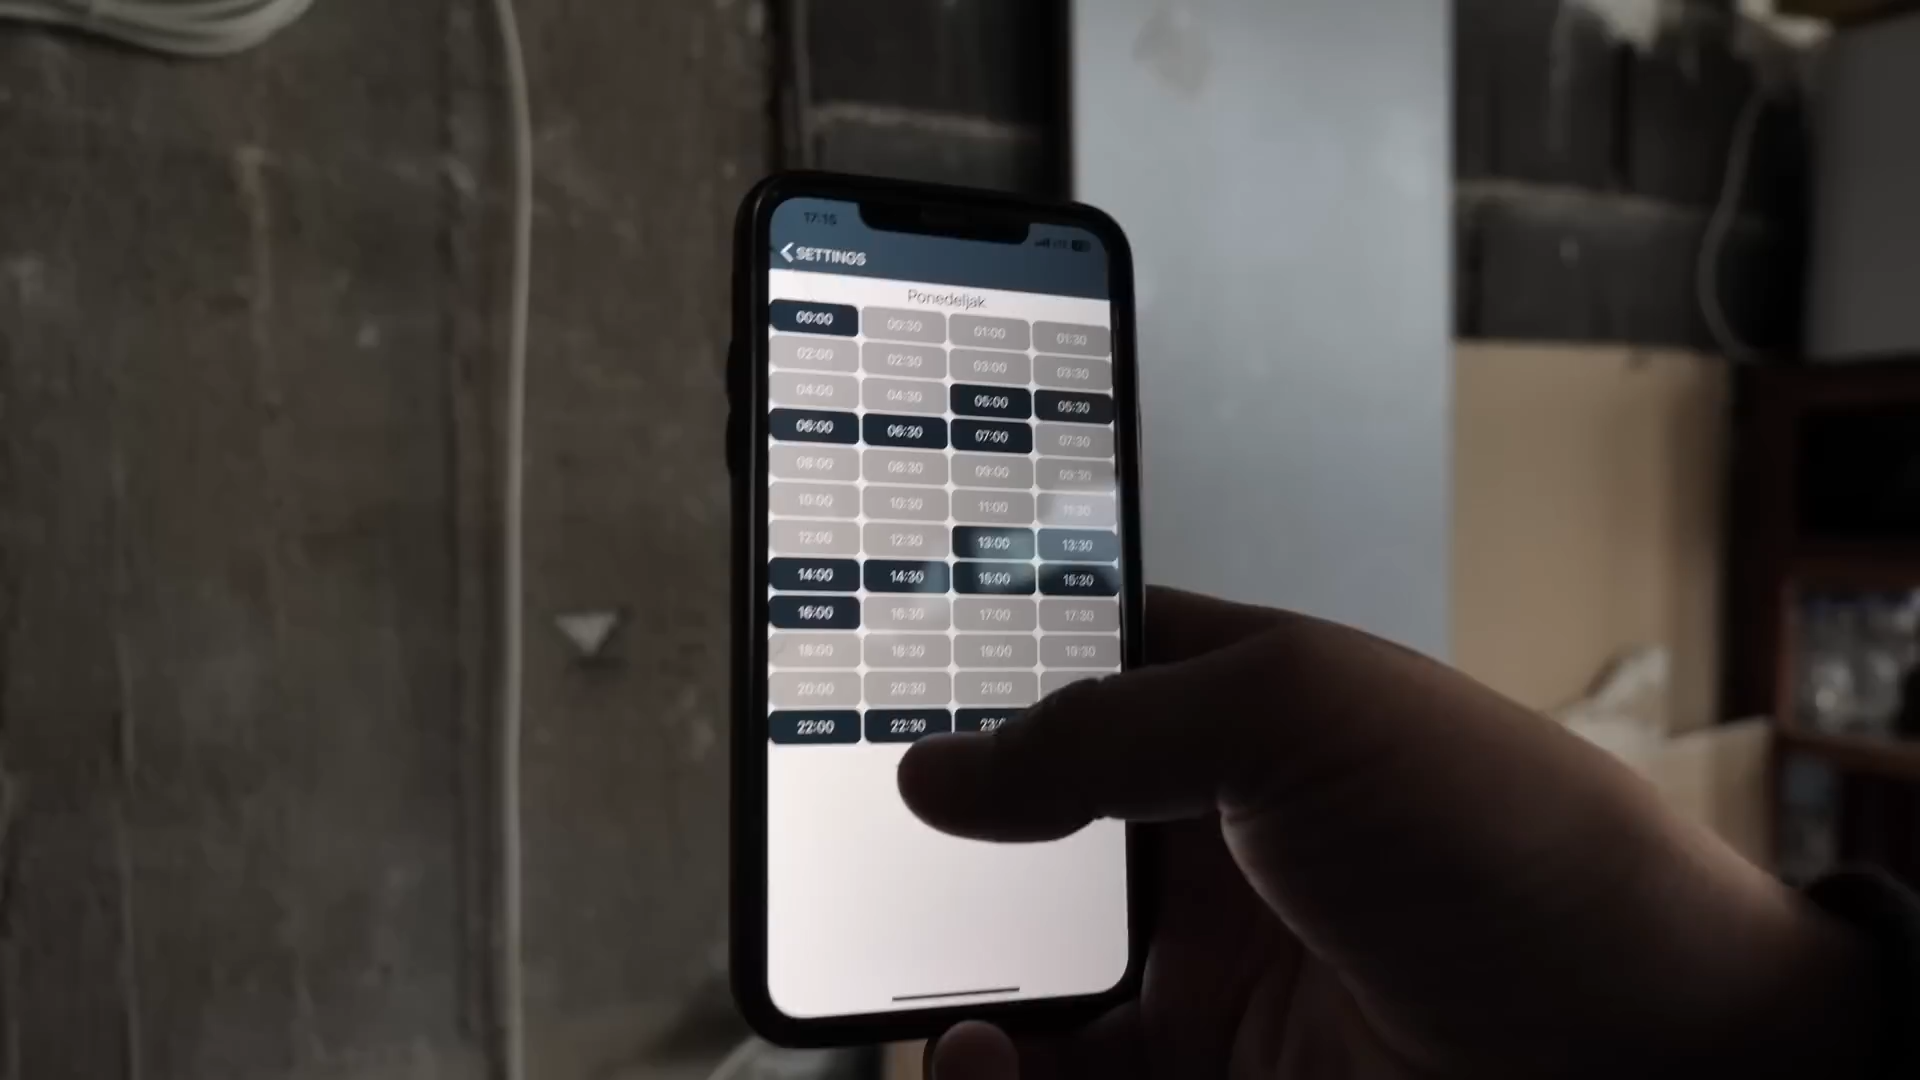 17:15
SETTINGS
Ponedeljak
00:00 00:30 01:00 01:30
02:00 02:30 03:00 03:30
04:00 04:30 05:00 05:30
06:00 06:30 07:00 07:30
08:00 08:30 09:00 09:30
10:00 10:30 11:00 11:30
12:00 12:30 13:00 13:30
14:00 14:30 15:00 15:30
16:00 16:30 17:00 17:30
18:00 18:30 19:00 19:30
20:00 20:30 21:00
22:00 22:30